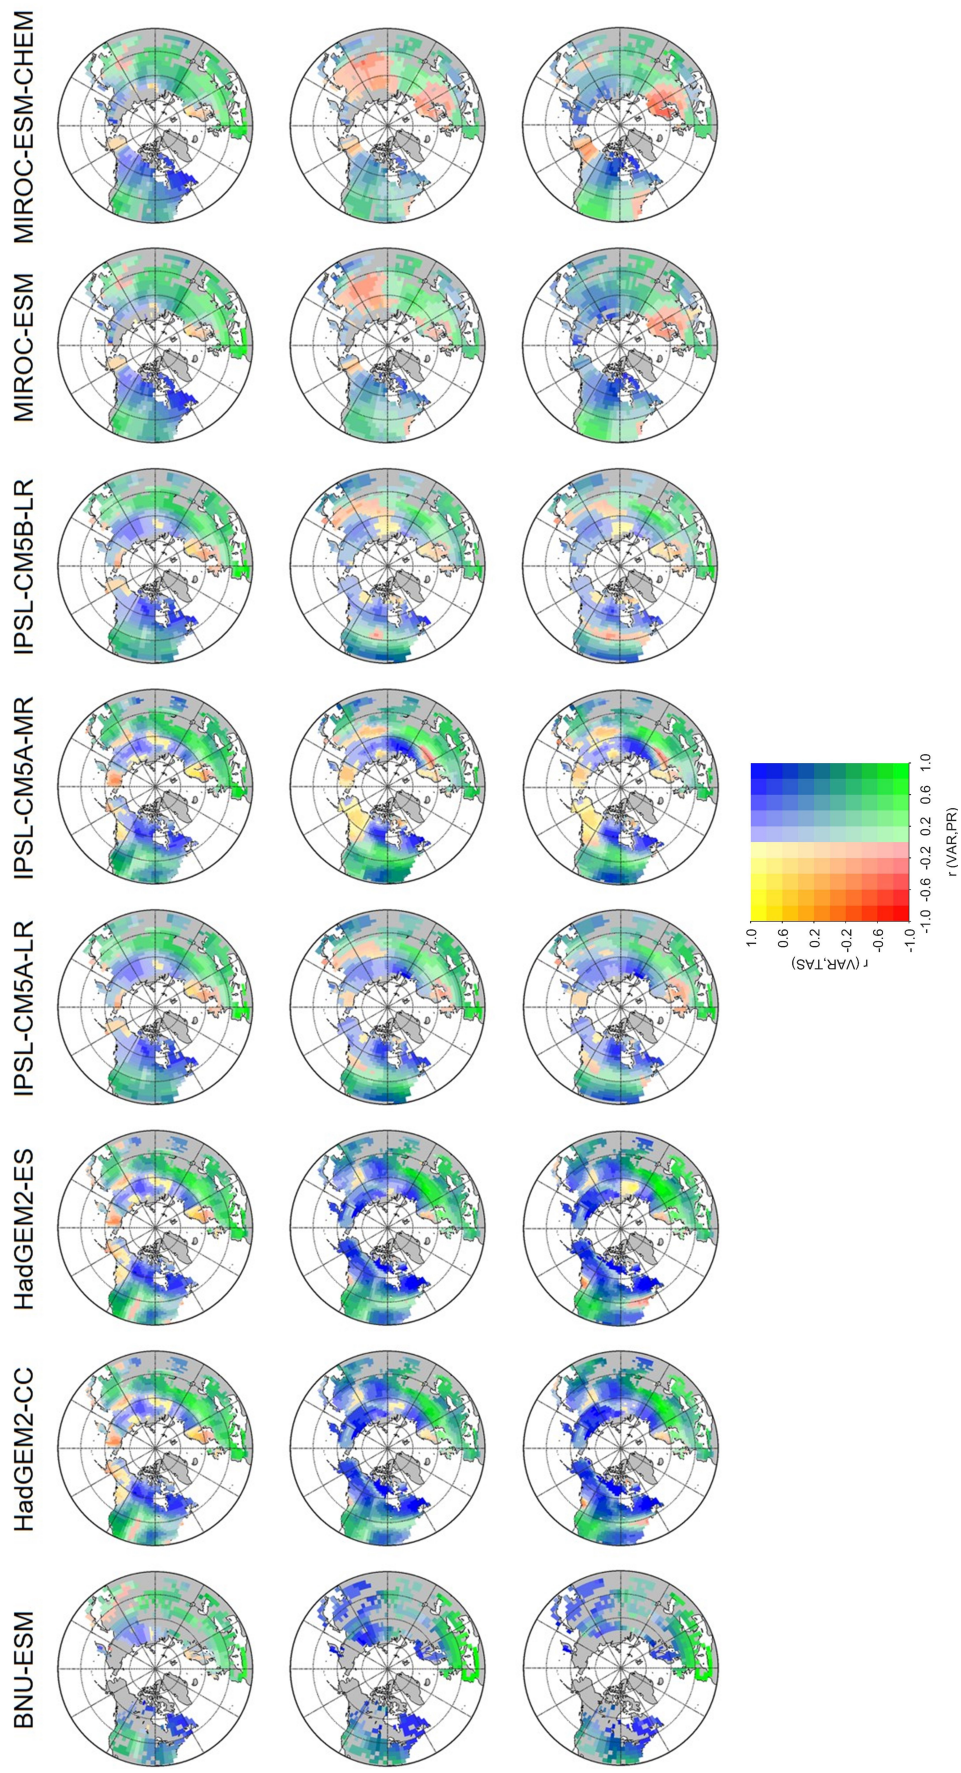 BNU-ESM
HadGEM2-CC
HadGEM2-ES
IPSL-CM5A-LR
IPSL-CM5A-MR
IPSL-CM5B-LR
MIROC-ESM
MIROC-ESM-CHEM
1.0
0.6
0.2
-0.2
-0.6
-1.0
r (VAR,TAS)
-1.0 -0.6 -0.2 0.2 0.6 1.0
r (VAR,PR)